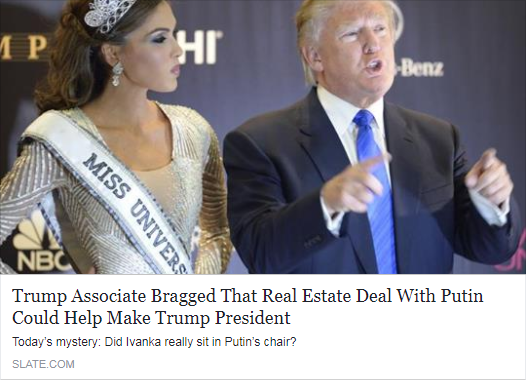 MP
HI
-Benz
MISS UNIVERS
NBC
Trump Associate Bragged That Real Estate Deal With Putin
Could Help Make Trump President
Today's mystery: Did Ivanka really sit in Putin's chair?
SLATE.COM